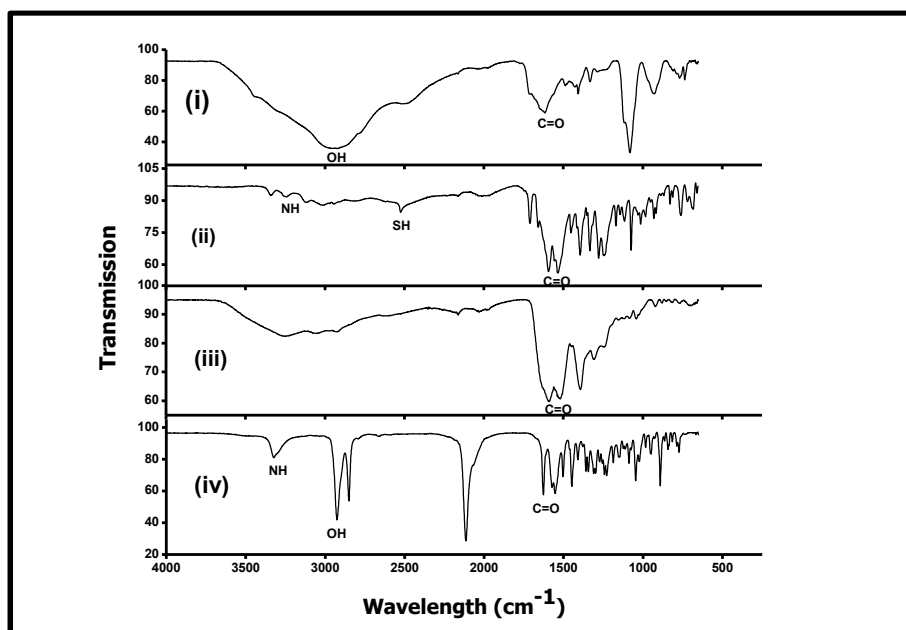 100
80
60
40
(i)
OH
C=O
105
90
75
60
(ii)
NH
SH
C=O
100
90
80
70
60
(iii)
C=O
100
80
60
40
20
(iv)
NH
OH
C=O
4000 3500 3000 2500 2000 1500 1000 500
Transmission
Wavelength (cm-1)